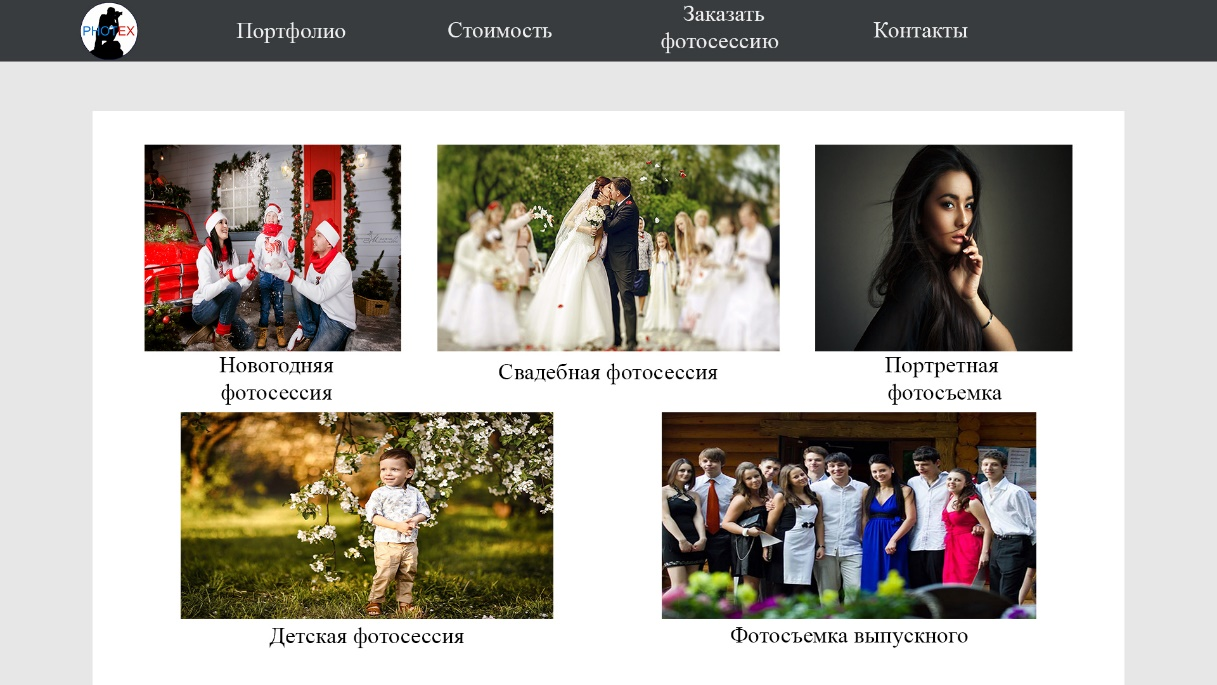 PHOTEX
Портфолио
Стоимость
Заказать
фотосессию
Контакты
Новогодняя
фотосессия
Свадебная фотосессия
Портретная
фотосъемка
Детская фотосессия
Фотосъемка выпускного